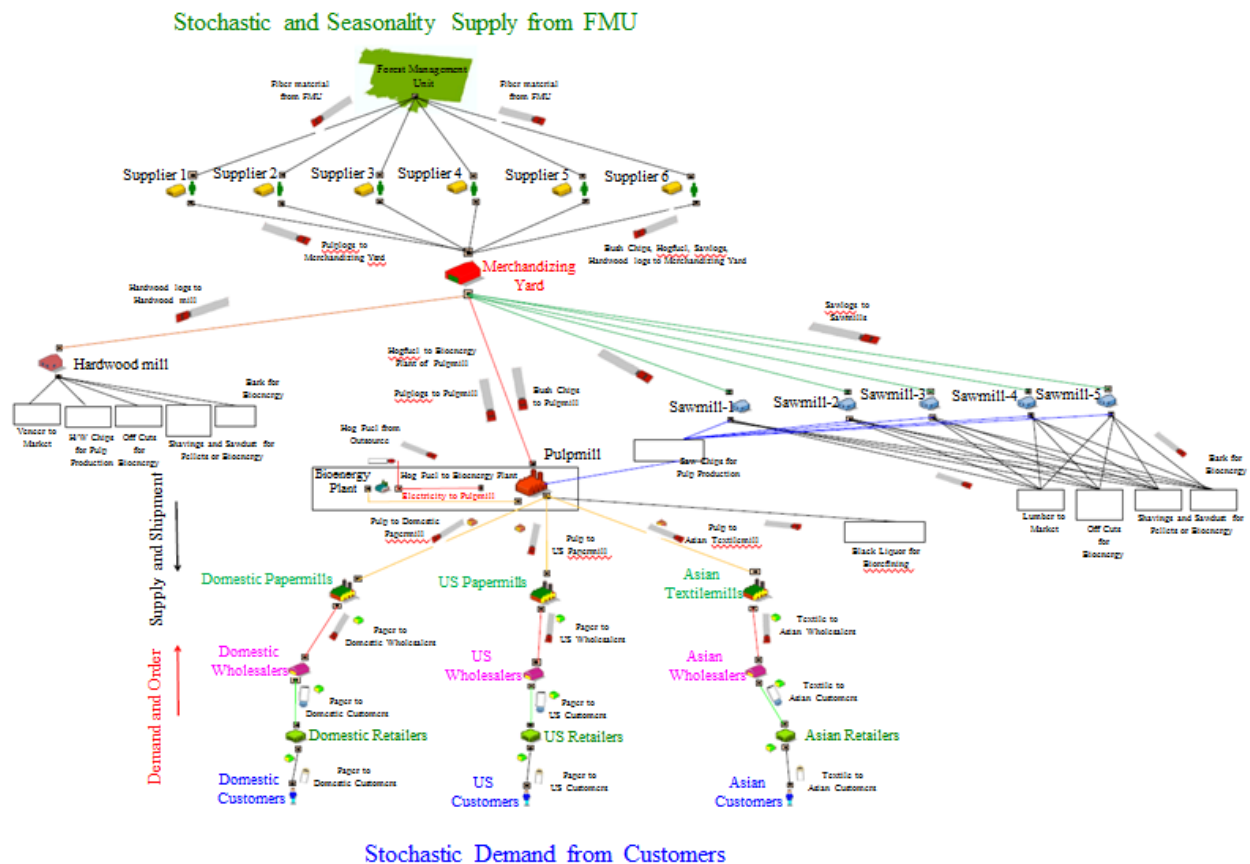 Stochastic and Seasonality Supply from FMU
Forest Management
Unit
Fiber material
from FMU
Fiber material
from FMU
Supplier 1
Supplier 2
Supplier 3
Supplier 4
Supplier 5
Supplier 6
Pulplogs to
Merchandizing Yard
Bush Chips, Hogfuel, Sawlogs,
Hardwood logs to Merchandizing Yard
Merchandizing
Yard
Hardwood logs to
Hardwood mill
Sawlogs to
Sawmills
Hogfuel to Bioenergy
Plant of Pulpmill
Pulplogs to Pulpmill
Bush Chips
to Pulpmill
Hardwood mill
Bark for
Bioenergy
Veneer to
Market
H/W Chips
for Pulp
Production
Off Cuts
for
Bioenergy
Shavings and Sawdust for
Pellets or Bioenergy
Sawmill-1
Sawmill-2
Sawmill-3
Sawmill-4
Sawmill-5
Hog Fuel from
Outsource
Pulpmill
Saw Chips for
Pulp Production
Bark for
Bioenergy
Bioenergy
Plant
Hog Fuel to Bioenergy Plant
Electricity to Pulpmill
Lumber to
Market
Off Cuts
for
Bioenergy
Shavings and Sawdust for
Pellets or Bioenergy
Pulp to Domestic
Papermill
Pulp to
US Papermill
Pulp to
Asian Textilemill
Black Liquor for
Biorefining
Supply and Shipment
Domestic Papermills
US Papermills
Asian
Textilemills
Paper to
Domestic Wholesalers
Paper to
US Wholesalers
Textile to
Asian Wholesalers
Demand and Order
Domestic
Wholesalers
US
Wholesalers
Asian
Wholesalers
Paper to
Domestic Customers
Paper to
US Customers
Textile to
Asian Customers
Domestic Retailers
US Retailers
Asian Retailers
Domestic
Customers
Paper to
Domestic Customers
US
Customers
Paper to
US Customers
Asian
Customers
Textile to
Asian Customers
Stochastic Demand from Customers